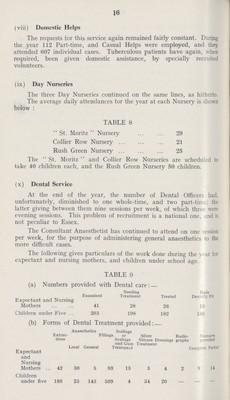 16
(viii) Domestic Helps
The requests for this service again remained fairly constant. During
the year 112 Part-time, and Casual Helps were employed, and they
attended 607 individual cases. Tuberculous patients have again, when
required, been given domestic assistance, by specially recruited
volunteers.
(ix) Day Nurseries
The three Day Nurseries continued on the same lines, as hitherto.
The average daily attendances for the year at each Nursery is shown
below :
TABLE 8
" St. Moritz " Nursery ... ... 29
Collier Row Nursery ... ... 21
Rush Green Nursery ... ... 25
The " St. Moritz " and Collier Row Nurseries are scheduled to
take 40 children each, and the Rush Green Nursery 50 children.
(x) Dental Service
At the end of the year, the number of Dental Officers had,
unfortunately, diminished to one whole-time, and two part-time, the
latter giving between them nine sessions per week, of which three were
evening sessions. This problem of recruitment is a national one, and is
not peculiar to Essex.
The Consultant Anaesthetist has continued to attend on one session
per week, for the purpose of administering general anaesthetics to the
more difficult cases.
The following gives particulars of the work done during the year for
expectant and nursing mothers, and children under school age.
TABLE 9
(a) Numbers provided with Dental care:—
Examined Needing Treatment Treated Made Dentally Fit
Expectant and Nursing
Mothers ... 41 28 26
Children under Five ... 203 198 182
(b) Forms of Dental Treatment provided:—
Extractions Anaesthetics Fillings Scalings or Scaling and Gum Treatment Silver Nitrate Dressings Radiographs Dentures provided
Local General Complete Partial
Expectant
and
Nursing
Mothers ... 42 30 5 93 15 3 4 2 9 14
Children
under five 186 25 142 509 4 34 20 — — —